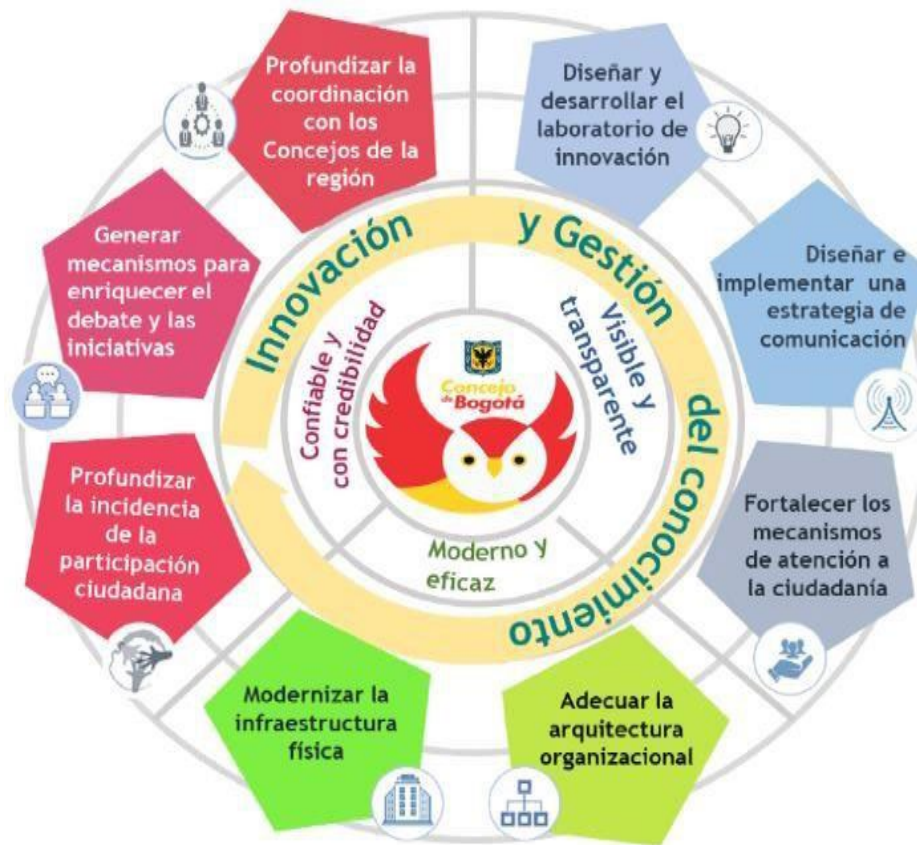 Profundizar la
coordinación
con los
Concejos de la
región
Diseñar y
desarrollar el
laboratorio de
innovación
Generar
mecanismos para
enriquecer el
debate y las
iniciativas
Diseñar e
implementar una
estrategia de
comunicación
Innovación y Gestión del conocimiento
Confiable y
con credibilidad
Visible y
transparente
Concejo
de Bogotá
Moderno y
eficaz
Profundizar
la incidencia
de la
participación
ciudadana
Fortalecer los
mecanismos
de atención a
la ciudadanía
Modernizar la
infraestructura
física
Adecuar la
arquitectura
organizacional